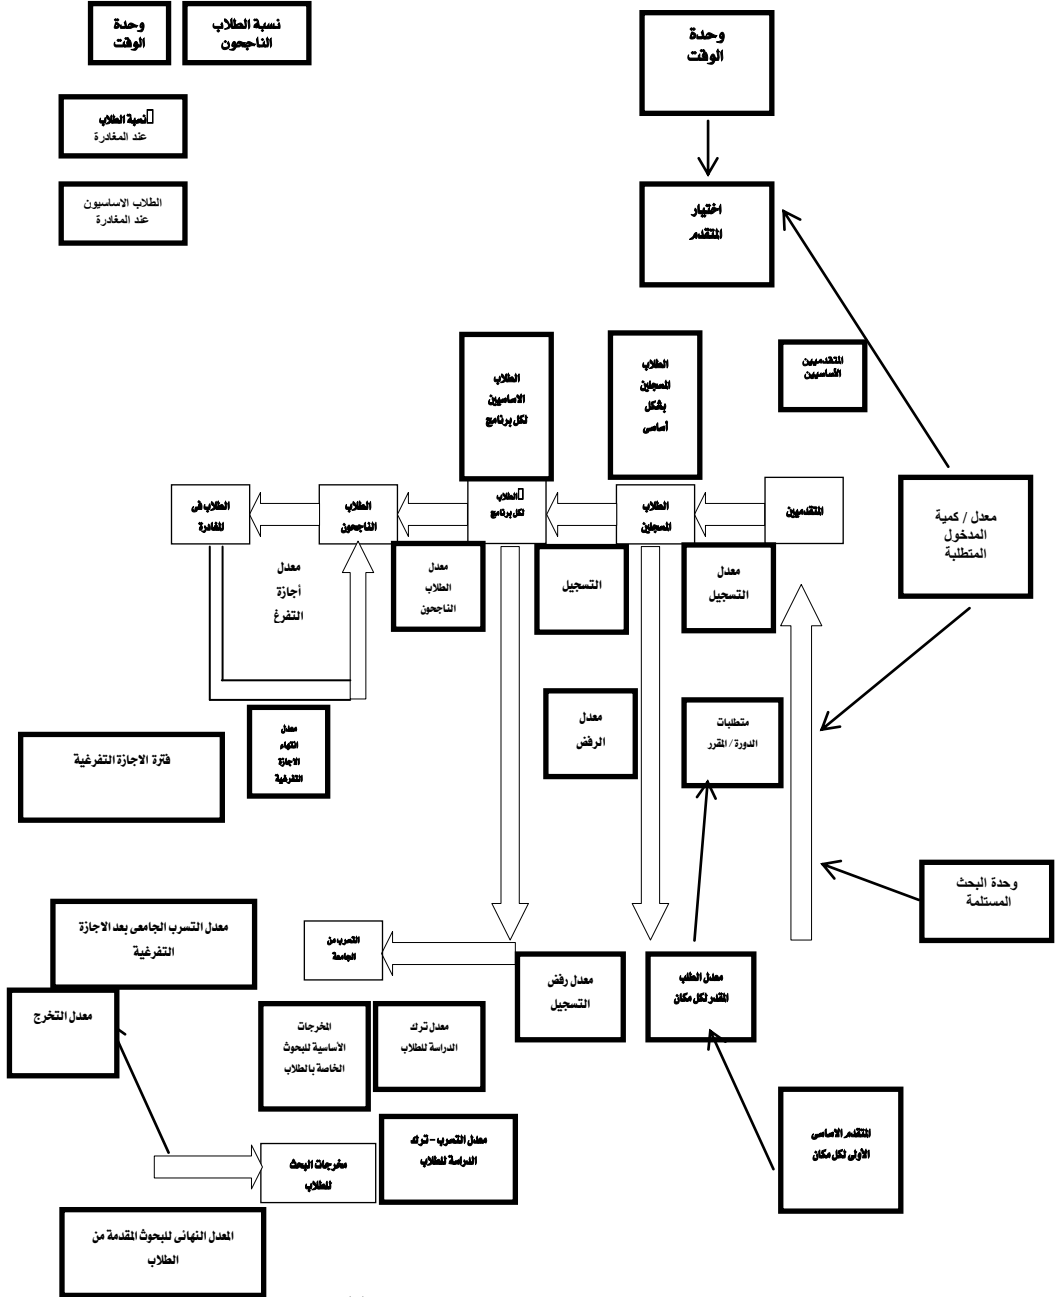 وحدة
الوقت
نسبة الطلاب
الناجحون
وحدة
الوقت
نسبة الطلاب
عند المغادرة
الطلاب الاساسيون
عند المغادرة
اختيار
المتقدم
المتقدميين
الأساسيين
الطلاب
المسجلين
بشكل
أساسى
الطلاب
الاساسيين
لكل برنامج
المتقدميين
الطلاب
المسجلين
الطلاب
لكل برنامج
الطلاب
الناجحون
الطلاب فى
المغادرة
معدل / كمية
المدخول
المتطلبة
معدل
التسجيل
التسجيل
معدل
الطلاب
الناجحون
معدل
أجازة
التفرغ
متطلبات
الدورة / المقرر
معدل
الرفض
معدل
انتهاء
الاجازة
التفرغية
فترة الاجازة التفرغية
وحدة البحث
المستلمة
معدل التسرب الجامعى بعد الاجازة
التفرغية
التسرب من
الجامعة
معدل رفض
التسجيل
معدل الطلب
المقدر لكل مكان
معدل التخرج
المخرجات
الأساسية للبحوث
الخاصة بالطلاب
معدل ترك
الدراسة للطلاب
المتقدم الاساسى
الأولى لكل مكان
معدل التسرب - ترك
الدراسة للطلاب
مخرجات البحث
للطلاب
المعدل النهائى للبحوث المقدمة من
الطلاب